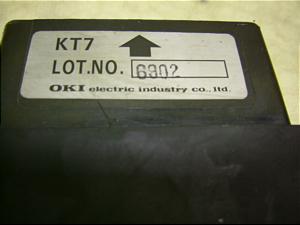 KT7
LOT.NO. 6302
OKI electric industry co., ltd.